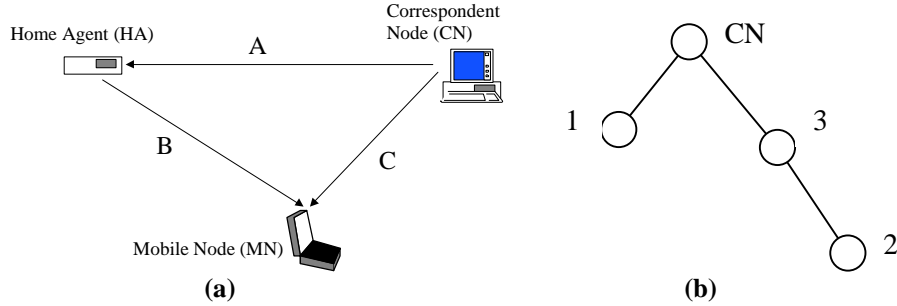 Correspondent
Node (CN)
Home Agent (HA)
A
B
C
Mobile Node (MN)
(a)
CN
1
3
2
(b)